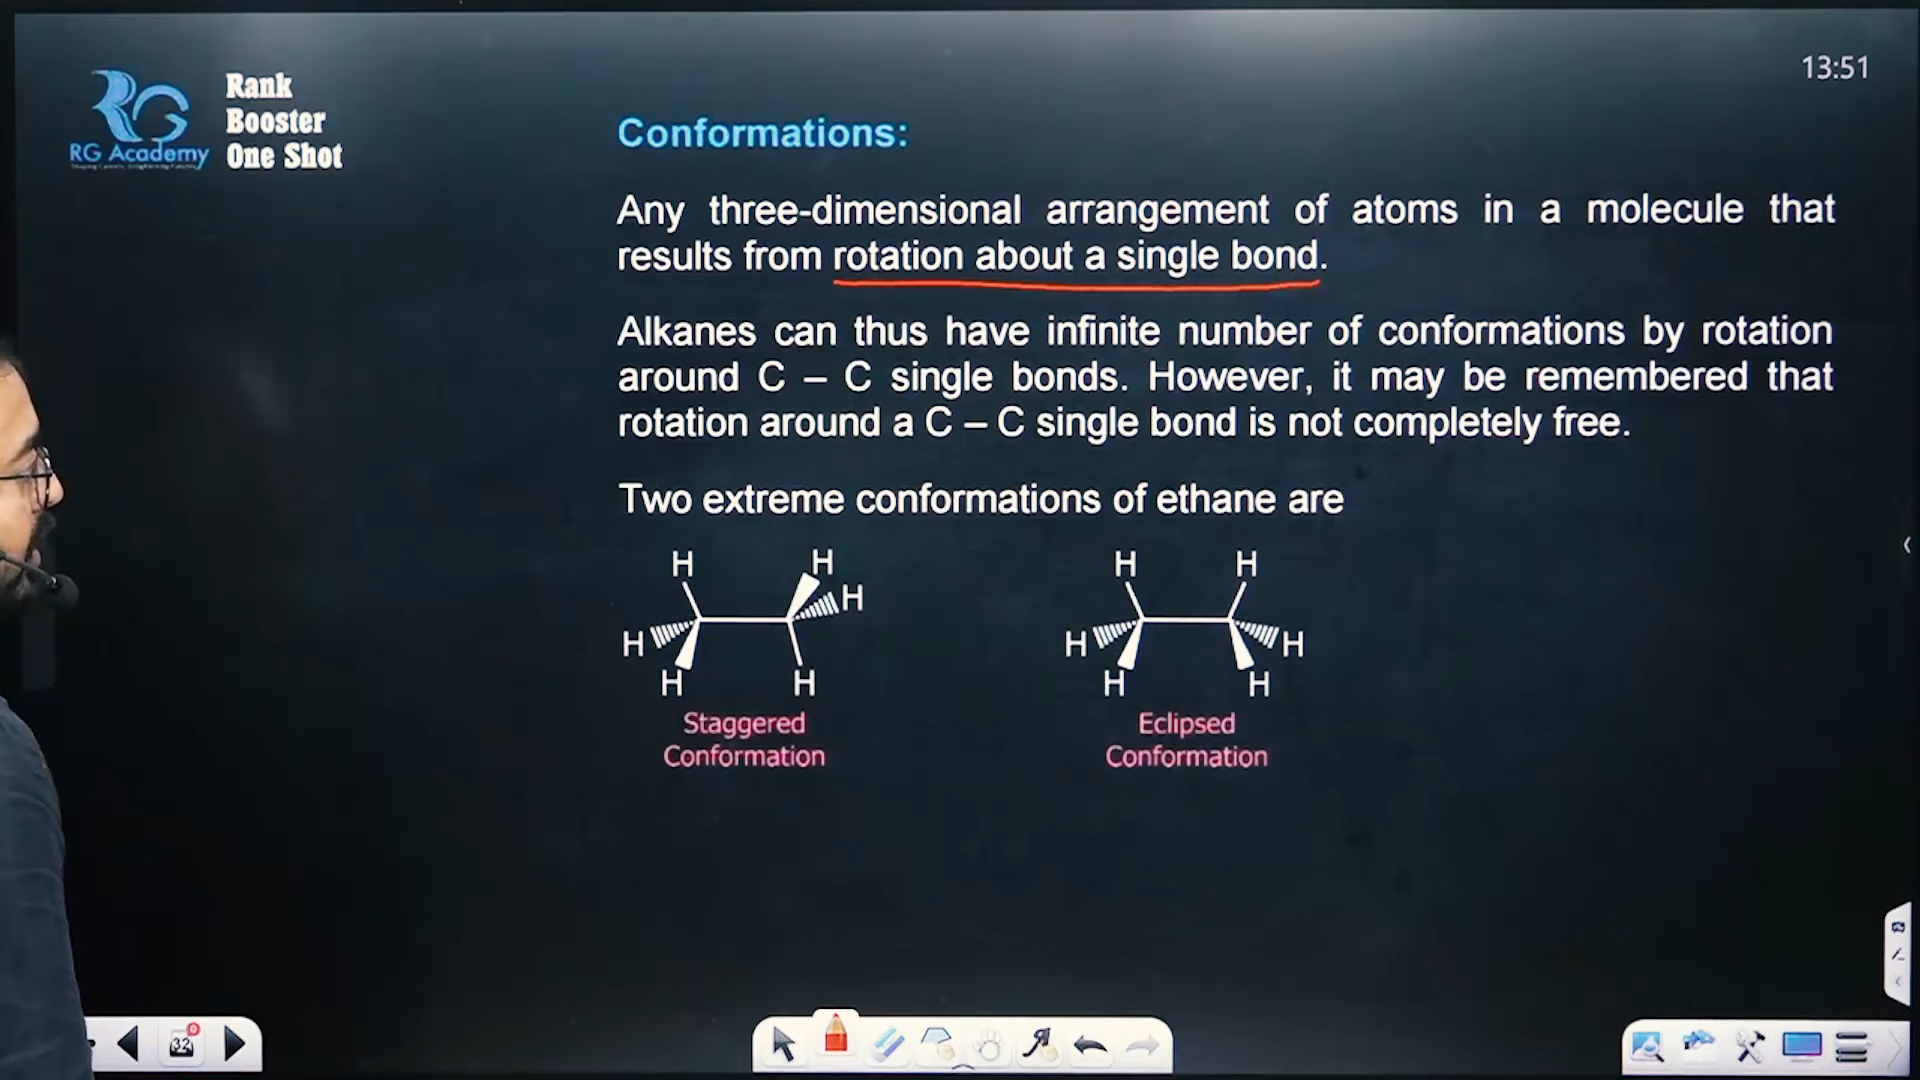 RG Academy
Rank
Booster
One Shot
13:51
Conformations:
Any three-dimensional arrangement of atoms in a molecule that
results from rotation about a single bond.
Alkanes can thus have infinite number of conformations by rotation
around C – C single bonds. However, it may be remembered that
rotation around a C – C single bond is not completely free.
Two extreme conformations of ethane are
H H H H
H H H
H H H H
H
Staggered
Conformation
Eclipsed
Conformation
32
0